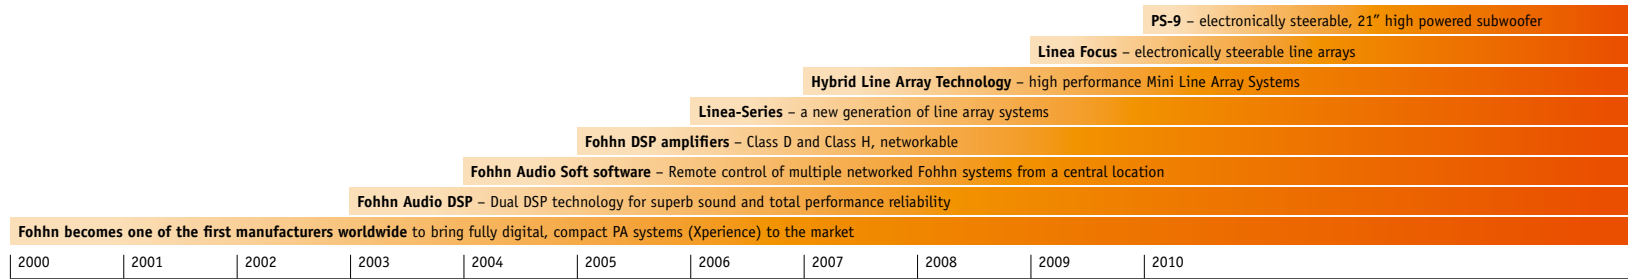 PS-9 – electronically steerable, 21” high powered subwoofer
Linea Focus – electronically steerable line arrays
Hybrid Line Array Technology – high performance Mini Line Array Systems
Linea-Series – a new generation of line array systems
Fohhn DSP amplifiers – Class D and Class H, networkable
Fohhn Audio Soft software – Remote control of multiple networked Fohhn systems from a central location
Fohhn Audio DSP – Dual DSP technology for superb sound and total performance reliability
Fohhn becomes one of the first manufacturers worldwide to bring fully digital, compact PA systems (Xperience) to the market
2000 2001 2002 2003 2004 2005 2006 2007 2008 2009 2010